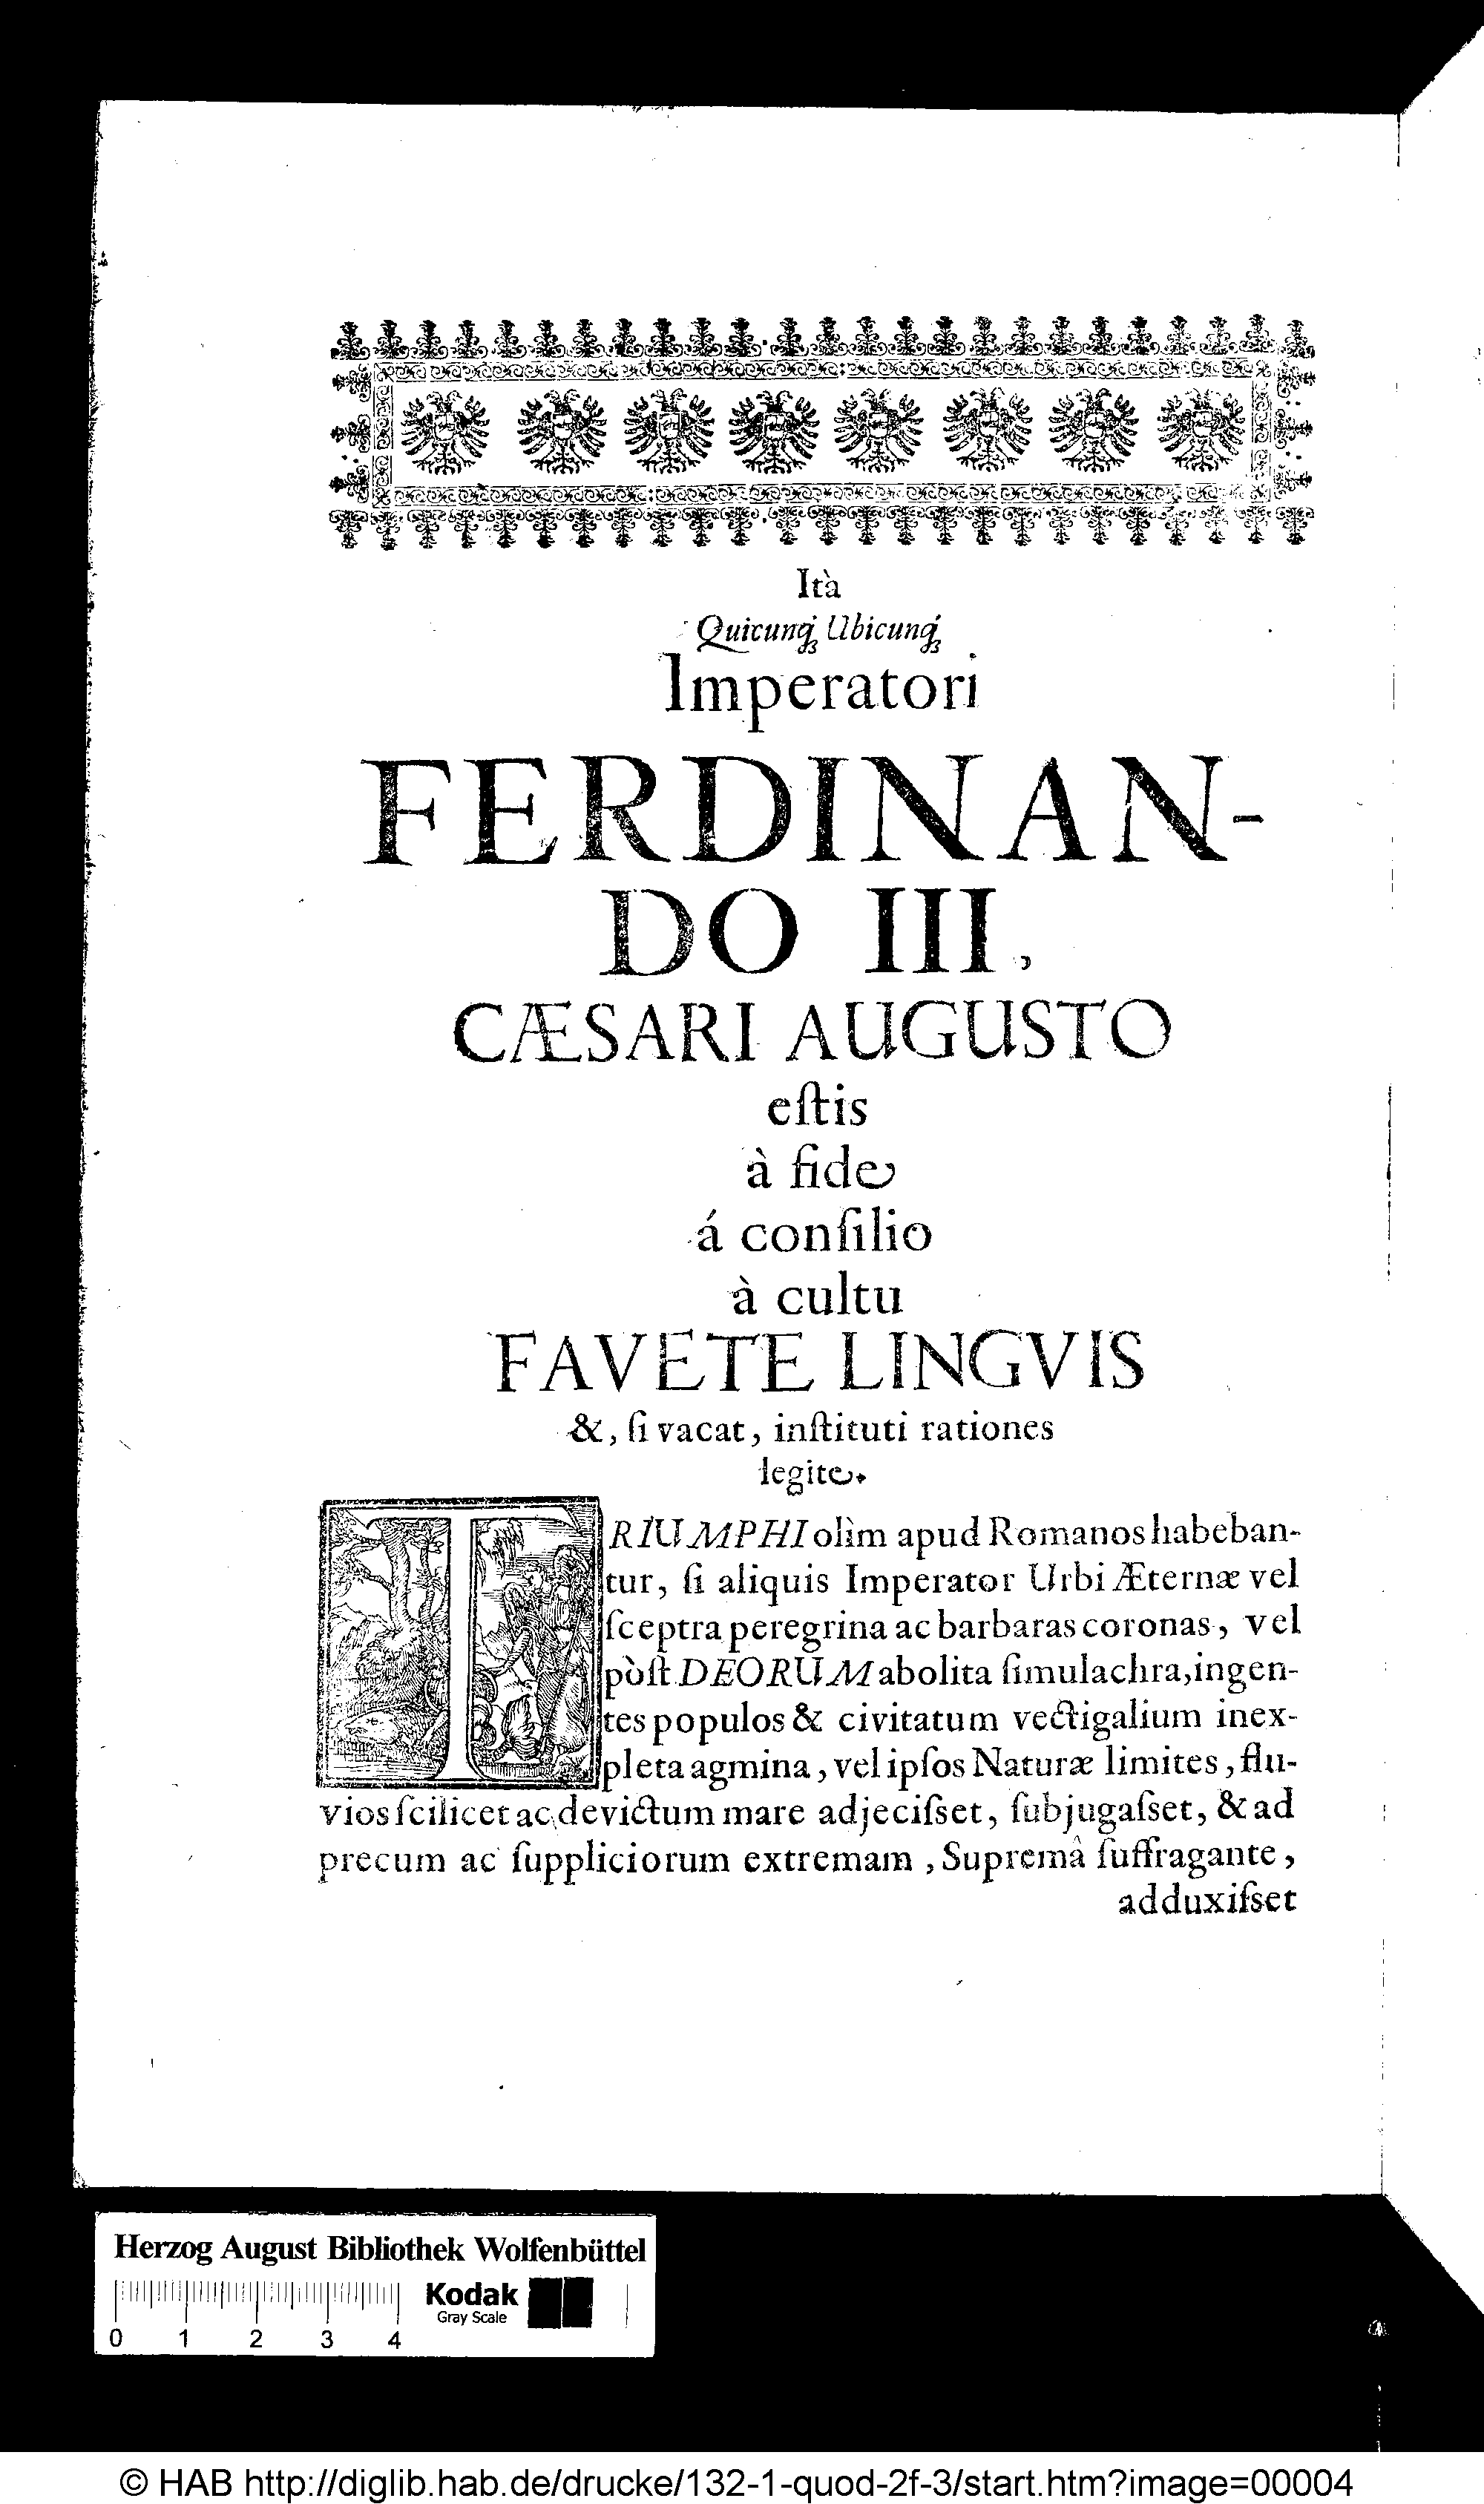 Ità
Quicunq́ꝫ Ubicunq́ꝫ
Imperatori
FERDINAN-
DO III,
CÆSARI AUGUSTO
eſtis
à fide
á conſilio
à cultu
FAVETE LINGVIS
&, ſi vacat, inſtituti rationes
legite.
TRIUMPHI olìm apud Romanos habeban-
tur, ſi aliquis Imperator Urbi Æternæ vel
ſceptra peregrina ac barbaras coronas, vel
pòſt DEORUM abolita ſimulachra, ingen-
tes populos & civitatum vectigalium inex-
pleta agmina, vel ipſos Naturæ limites, flu-
vios ſcilicet ac devictum mare adjeciſset, ſubjugaſset, & ad
precum ac ſuppliciorum extremam, Supremâ ſuffragante,
adduxiſset
Herzog August Bibliothek Wolfenbüttel
Kodak
Gray Scale
0 1 2 3 4
© HAB http://diglib.hab.de/drucke/132-1-quod-2f-3/start.htm?image=00004